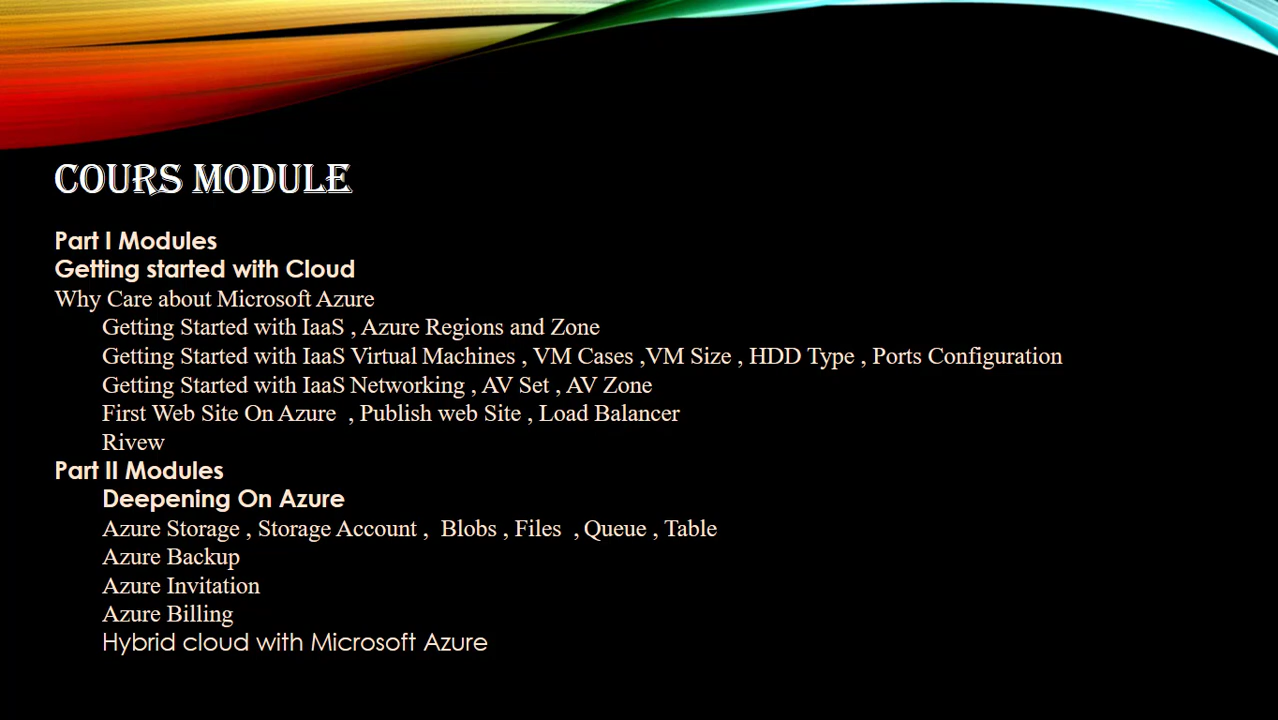 COURS MODULE
Part I Modules
Getting started with Cloud
Why Care about Microsoft Azure
Getting Started with IaaS , Azure Regions and Zone
Getting Started with IaaS Virtual Machines , VM Cases ,VM Size , HDD Type , Ports Configuration
Getting Started with IaaS Networking , AV Set , AV Zone
First Web Site On Azure  , Publish web Site , Load Balancer
Rivew
Part II Modules
Deepening On Azure
Azure Storage , Storage Account ,  Blobs , Files  , Queue , Table
Azure Backup
Azure Invitation
Azure Billing
Hybrid cloud with Microsoft Azure